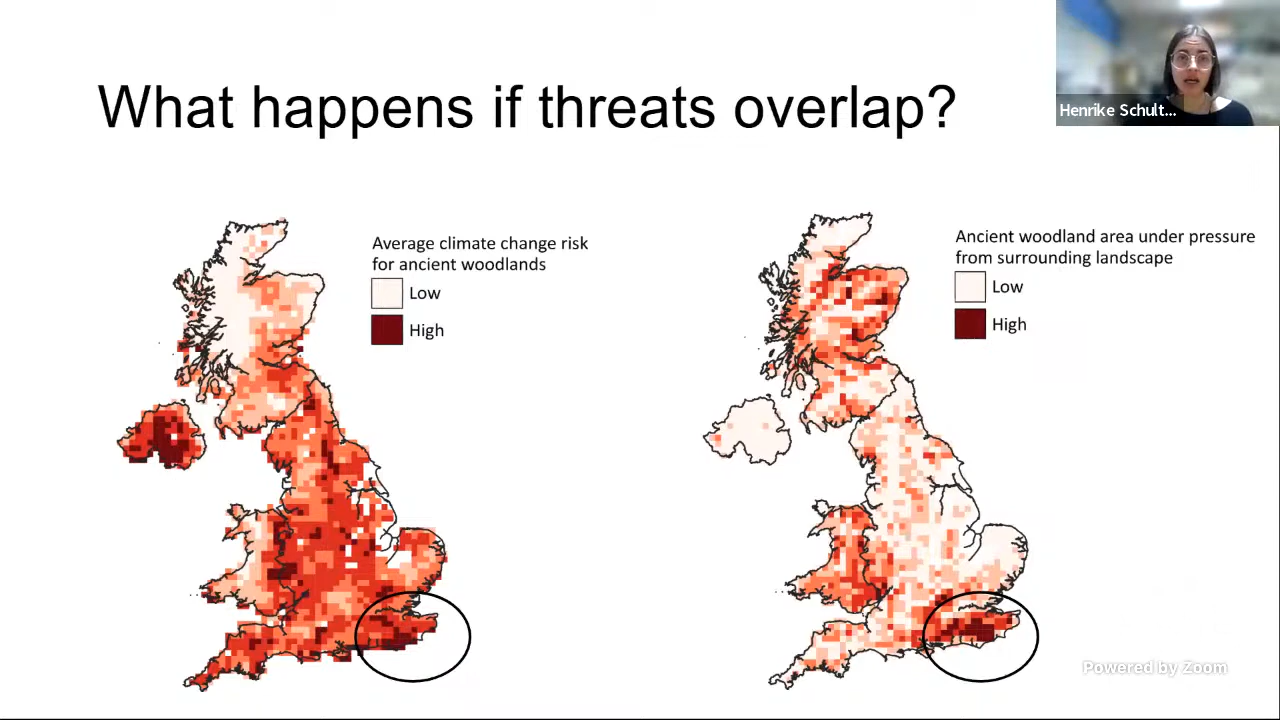 What happens if threats overlap?
Henrike Schult...
Average climate change risk
for ancient woodlands
Low
High
Ancient woodland area under pressure
from surrounding landscape
Low
High
Powered by Zoom